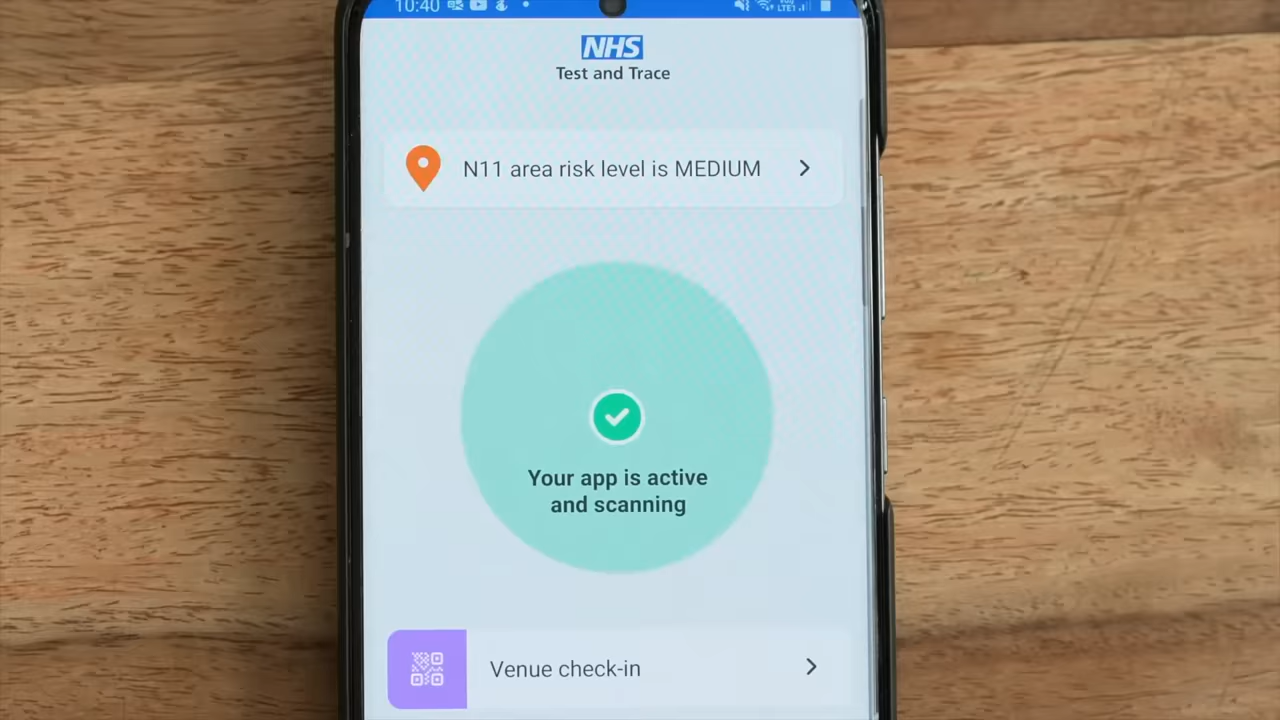 10:40
NHS
Test and Trace
N11 area risk level is MEDIUM
Your app is active
and scanning
Venue check-in